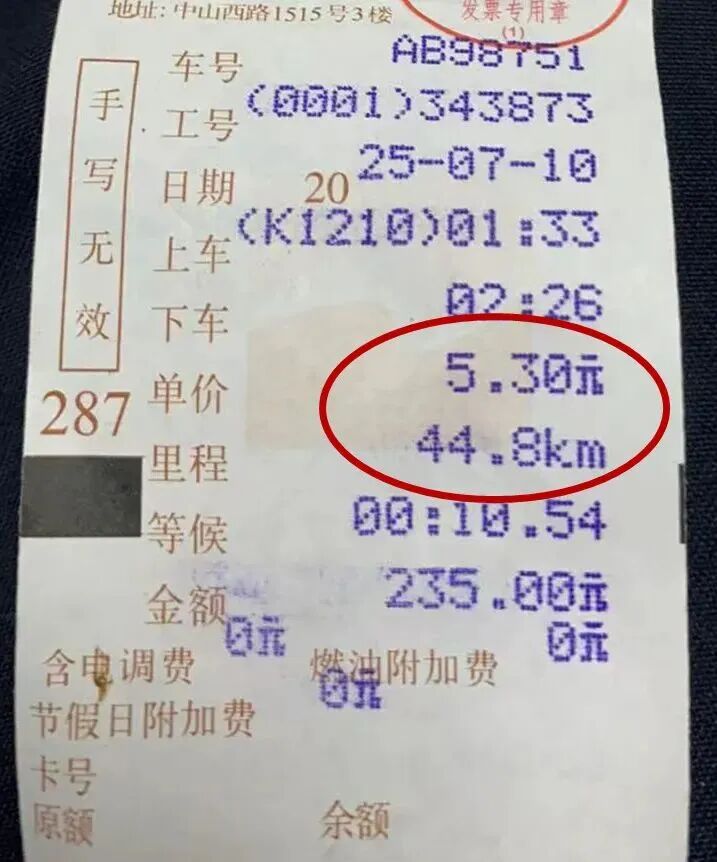 地址: 中山西路1515号3楼
发票专用章
(1)
手写无效
车号 AB98751
工号 (0001)343873
日期 2025-07-10
上车 (K1210)01:33
下车 02:26
287
单价 5.30元
里程 44.8km
等候 00:10.54
金额 235.00元
0元 0元
含电调费 燃油附加费
0元
节假日附加费
卡号
原额 余额